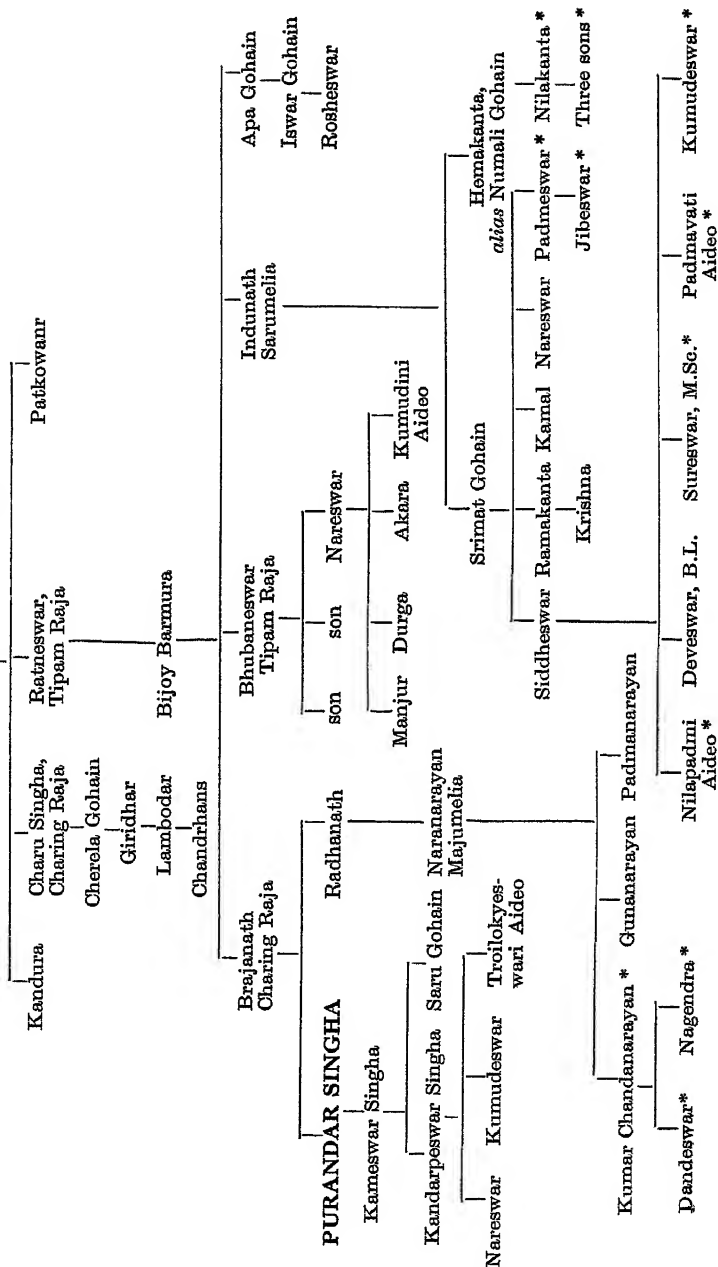 Kandura
Charu Singha,
Charing Raja
Ratneswar,
Tipam Raja
Patkowanr
Cherela Gohain
Giridhar
Lambodar
Chandrhans
Bijoy Barmura
Brajanath
Charing Raja
Bhubaneswar
Tipam Raja
Indunath
Sarumelia
Apa Gohain
Iswar Gohain
Rosheswar
PURANDAR SINGHA
Radhanath
son
son
Nareswar
Kameswar Singha
Naranarayan
Majumelia
Manjur
Durga
Akara
Kumudini
Aideo
Srimat Gohain
Hemakanta,
alias Numali Gohain
Kandarpeswar Singha
Saru Gohain
Siddheswar
Ramakanta
Kamal
Nareswar
Padmeswar *
Nilakanta *
Krishna
Jibeswar *
Three sons *
Nareswar
Kumudeswar
Troilokyes-
wari Aideo
Kumar Chandanarayan *
Gunanarayan
Padmanarayan
Dandeswar*
Nagendra *
Nilapadmi
Aideo *
Deveswar, B.L.
Sureswar, M.Sc.*
Padmavati
Aideo *
Kumudeswar *